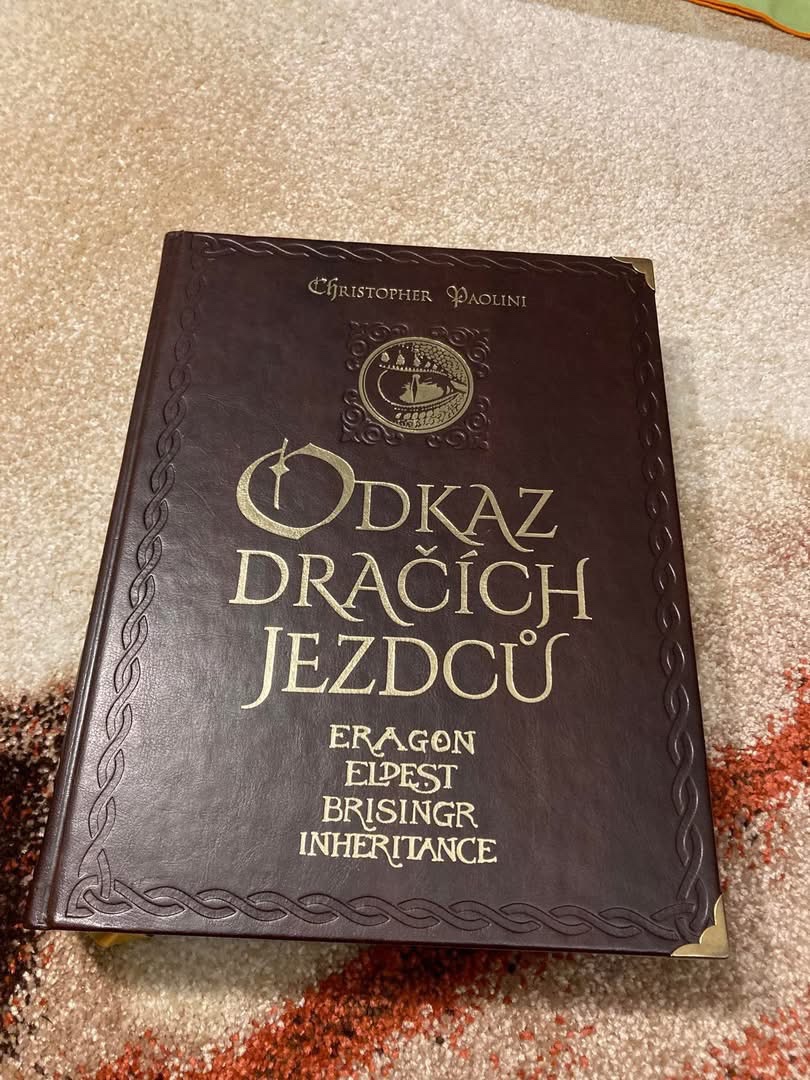 Christopher Paolini
Odkaz
dračích
jezdců
Eragon
Eldest
Brisingr
Inheritance